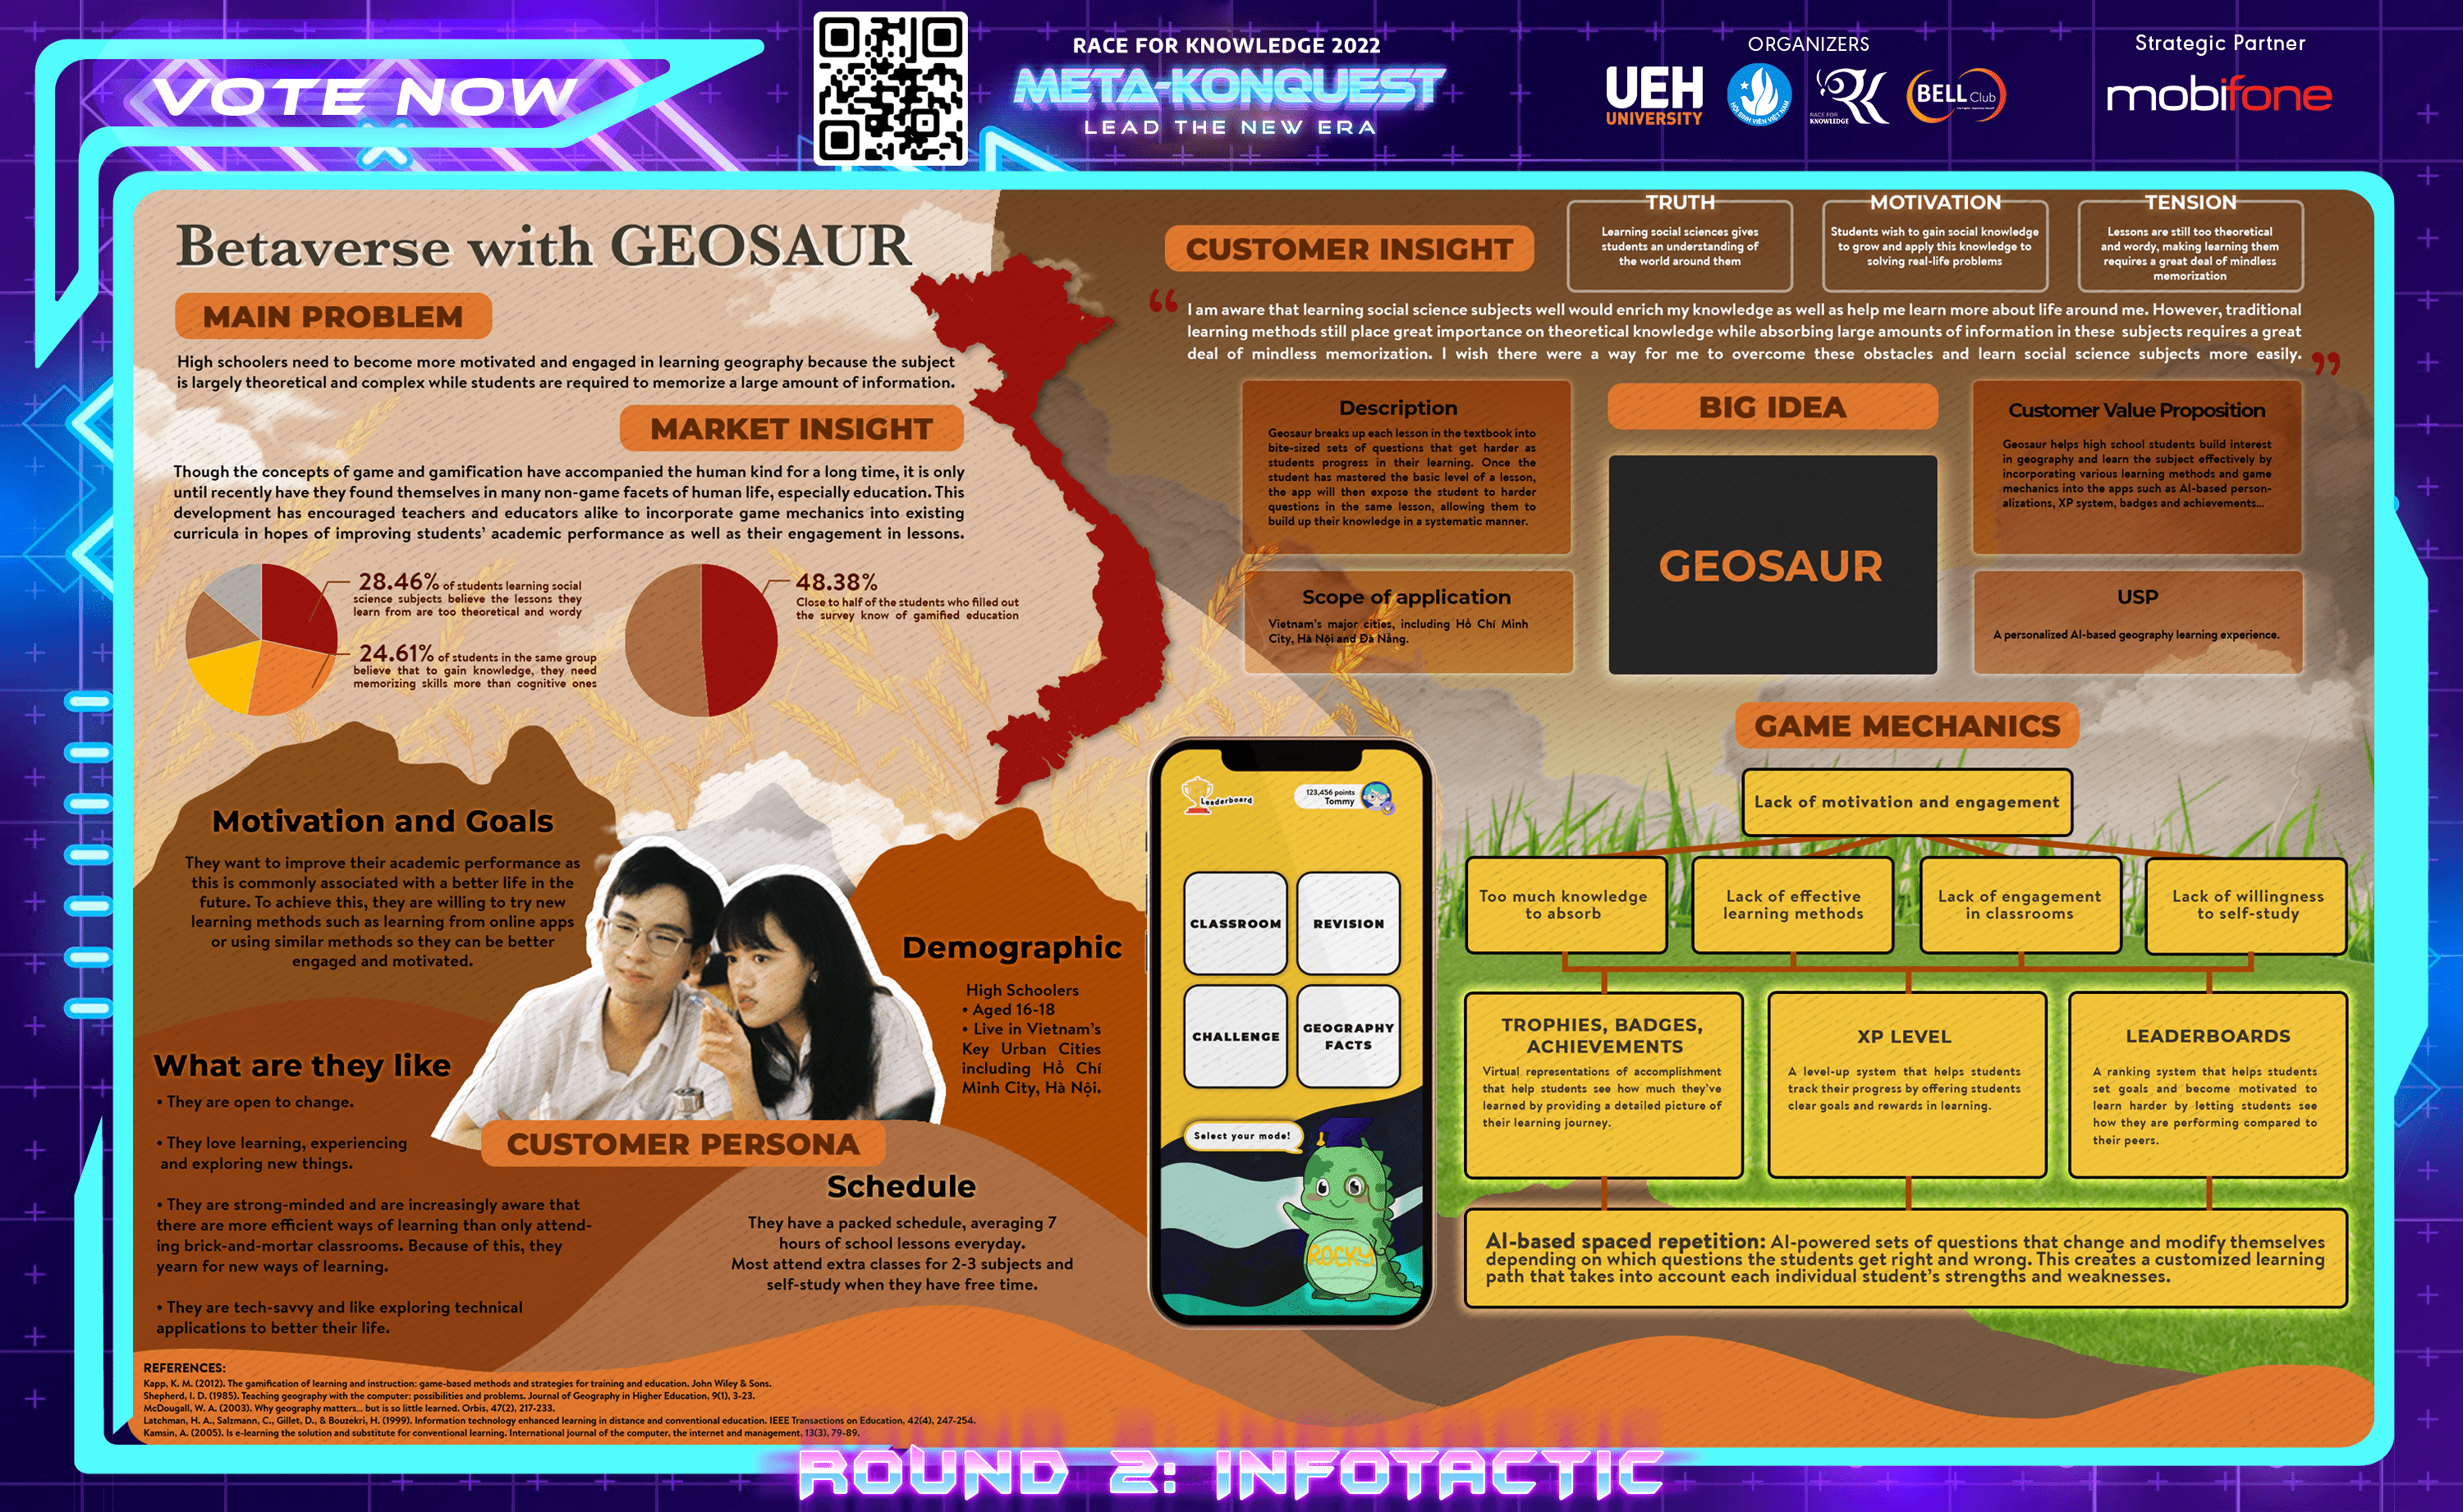 VOTE NOW
RACE FOR KNOWLEDGE 2022
META-KONQUEST
LEAD THE NEW ERA
ORGANIZERS
UEH
UNIVERSITY
HỘI SINH VIÊN VIỆT NAM
RACE FOR
KNOWLEDGE
BELL Club
Strategic Partner
mobifone
Betaverse with GEOSAUR
MAIN PROBLEM
High schoolers need to become more motivated and engaged in learning geography because the subject
is largely theoretical and complex while students are required to memorize a large amount of information.
MARKET INSIGHT
Though the concepts of game and gamification have accompanied the human kind for a long time, it is only
until recently have they found themselves in many non-game facets of human life, especially education. This
development has encouraged teachers and educators alike to incorporate game mechanics into existing
curricula in hopes of improving students' academic performance as well as their engagement in lessons.
28.46% of students learning social
science subjects believe the lessons they
learn from are too theoretical and wordy
24.61% of students in the same group
believe that to gain knowledge, they need
memorizing skills more than cognitive ones
48.38%
Close to half of the students who filled out
the survey know of gamified education
Motivation and Goals
They want to improve their academic performance as
this is commonly associated with a better life in the
future. To achieve this, they are willing to try new
learning methods such as learning from online apps
or using similar methods so they can be better
engaged and motivated.
What are they like
• They are open to change.
• They love learning, experiencing
and exploring new things.
• They are strong-minded and are increasingly aware that
there are more efficient ways of learning than only attend-
ing brick-and-mortar classrooms. Because of this, they
yearn for new ways of learning.
• They are tech-savvy and like exploring technical
applications to better their life.
CUSTOMER PERSONA
Demographic
High Schoolers
• Aged 16-18
• Live in Vietnam's
Key Urban Cities
including Hồ Chí
Minh City, Hà Nội.
Schedule
They have a packed schedule, averaging 7
hours of school lessons everyday.
Most attend extra classes for 2-3 subjects and
self-study when they have free time.
REFERENCES:
Kapp, K. M. (2012). The gamification of learning and instruction: game-based methods and strategies for training and education. John Wiley & Sons.
Shepherd, I. D. (1985). Teaching geography with the computer: possibilities and problems. Journal of Geography in Higher Education, 9(1), 3-23.
McDougall, W. A. (2003). Why geography matters... but is so little learned. Orbis, 47(2), 217-233.
Latchman, H. A., Salzmann, C., Gillet, D., & Bouzekri, H. (1999). Information technology enhanced learning in distance and conventional education. IEEE Transactions on Education, 42(4), 247-254.
Kamsin, A. (2005). Is e-learning the solution and substitute for conventional learning. International Journal of the computer, the internet and management, 13(3), 79-89.
CUSTOMER INSIGHT
TRUTH
Learning social sciences gives
students an understanding of
the world around them
MOTIVATION
Students wish to gain social knowledge
to grow and apply this knowledge to
solving real-life problems
TENSION
Lessons are still too theoretical
and wordy, making learning them
requires a great deal of mindless
memorization
“ I am aware that learning social science subjects well would enrich my knowledge as well as help me learn more about life around me. However, traditional
learning methods still place great importance on theoretical knowledge while absorbing large amounts of information in these subjects requires a great
deal of mindless memorization. I wish there were a way for me to overcome these obstacles and learn social science subjects more easily. ”
Description
Geosaur breaks up each lesson in the textbook into
bite-sized sets of questions that get harder as
students progress in their learning. Once the
student has mastered the basic level of a lesson,
the app will then expose the student to harder
questions in the same lesson, allowing them to
build up their knowledge in a systematic manner.
Scope of application
Vietnam's major cities, including Hồ Chí Minh
City, Hà Nội and Đà Nẵng.
BIG IDEA
GEOSAUR
Customer Value Proposition
Geosaur helps high school students build interest
in geography and learn the subject effectively by
incorporating various learning methods and game
mechanics into the apps such as AI-based person-
alizations, XP system, badges and achievements...
USP
A personalized AI-based geography learning experience.
Leaderboard
123,456 points
Tommy
CLASSROOM
REVISION
CHALLENGE
GEOGRAPHY
FACTS
Select your mode!
ROCKY
GAME MECHANICS
Lack of motivation and engagement
Too much knowledge
to absorb
Lack of effective
learning methods
Lack of engagement
in classrooms
Lack of willingness
to self-study
TROPHIES, BADGES,
ACHIEVEMENTS
Virtual representations of accomplishment
that help students see how much they've
learned by providing a detailed picture of
their learning journey.
XP LEVEL
A level-up system that helps students
track their progress by offering students
clear goals and rewards in learning.
LEADERBOARDS
A ranking system that helps students
set goals and become motivated to
learn harder by letting students see
how they are performing compared to
their peers.
AI-based spaced repetition: AI-powered sets of questions that change and modify themselves
depending on which questions the students get right and wrong. This creates a customized learning
path that takes into account each individual student's strengths and weaknesses.
ROUND 2: INFOTACTIC